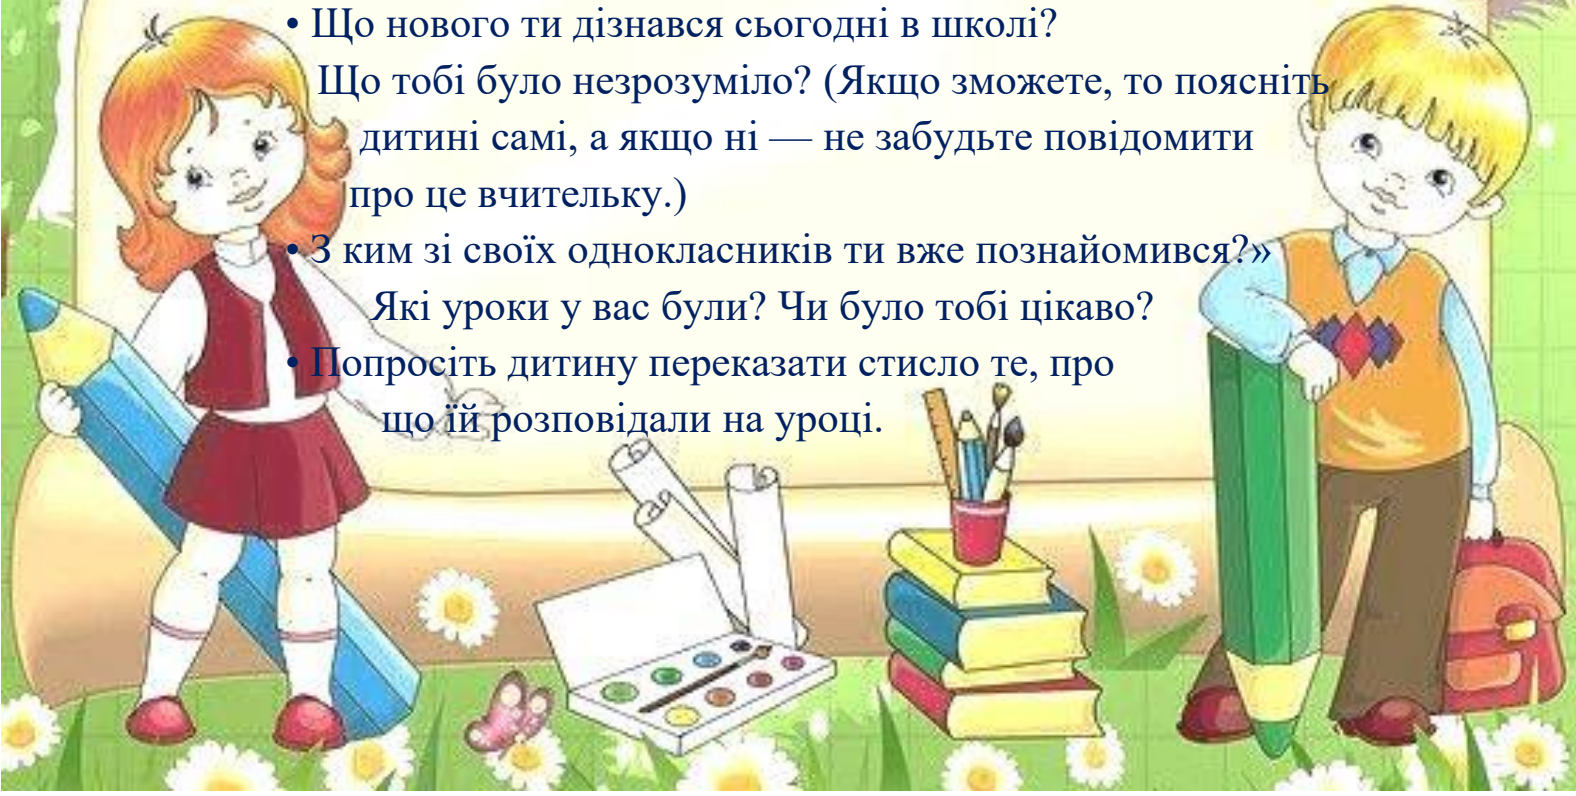 • Що нового ти дізнався сьогодні в школі?
Що тобі було незрозуміло? (Якщо зможете, то поясніть
дитині самі, а якщо ні — не забудьте повідомити
про це вчительку.)
• З ким зі своїх однокласників ти вже познайомився?»
Які уроки у вас були? Чи було тобі цікаво?
• Попросіть дитину переказати стисло те, про
що їй розповідали на уроці.